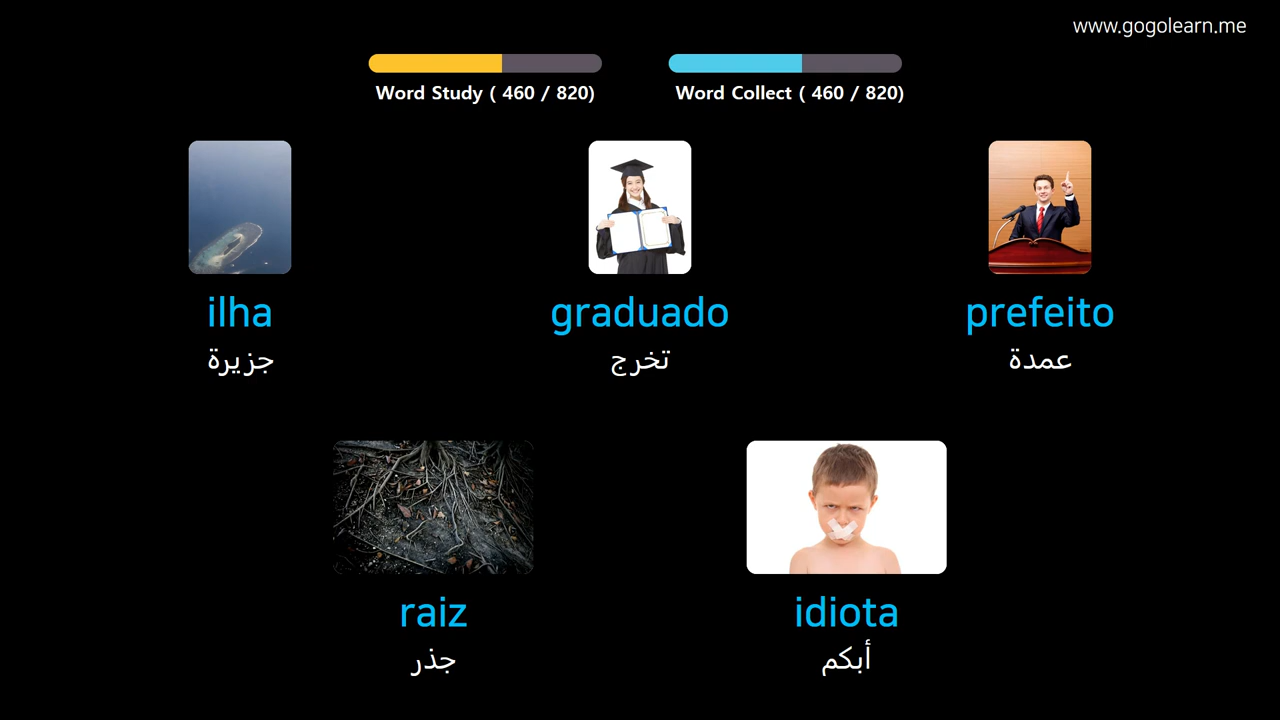 www.gogolearn.me
Word Study ( 460 / 820)
Word Collect ( 460 / 820)
ilha
جزيرة
graduado
تخرج
prefeito
عمدة
raiz
جذر
idiota
أبكم